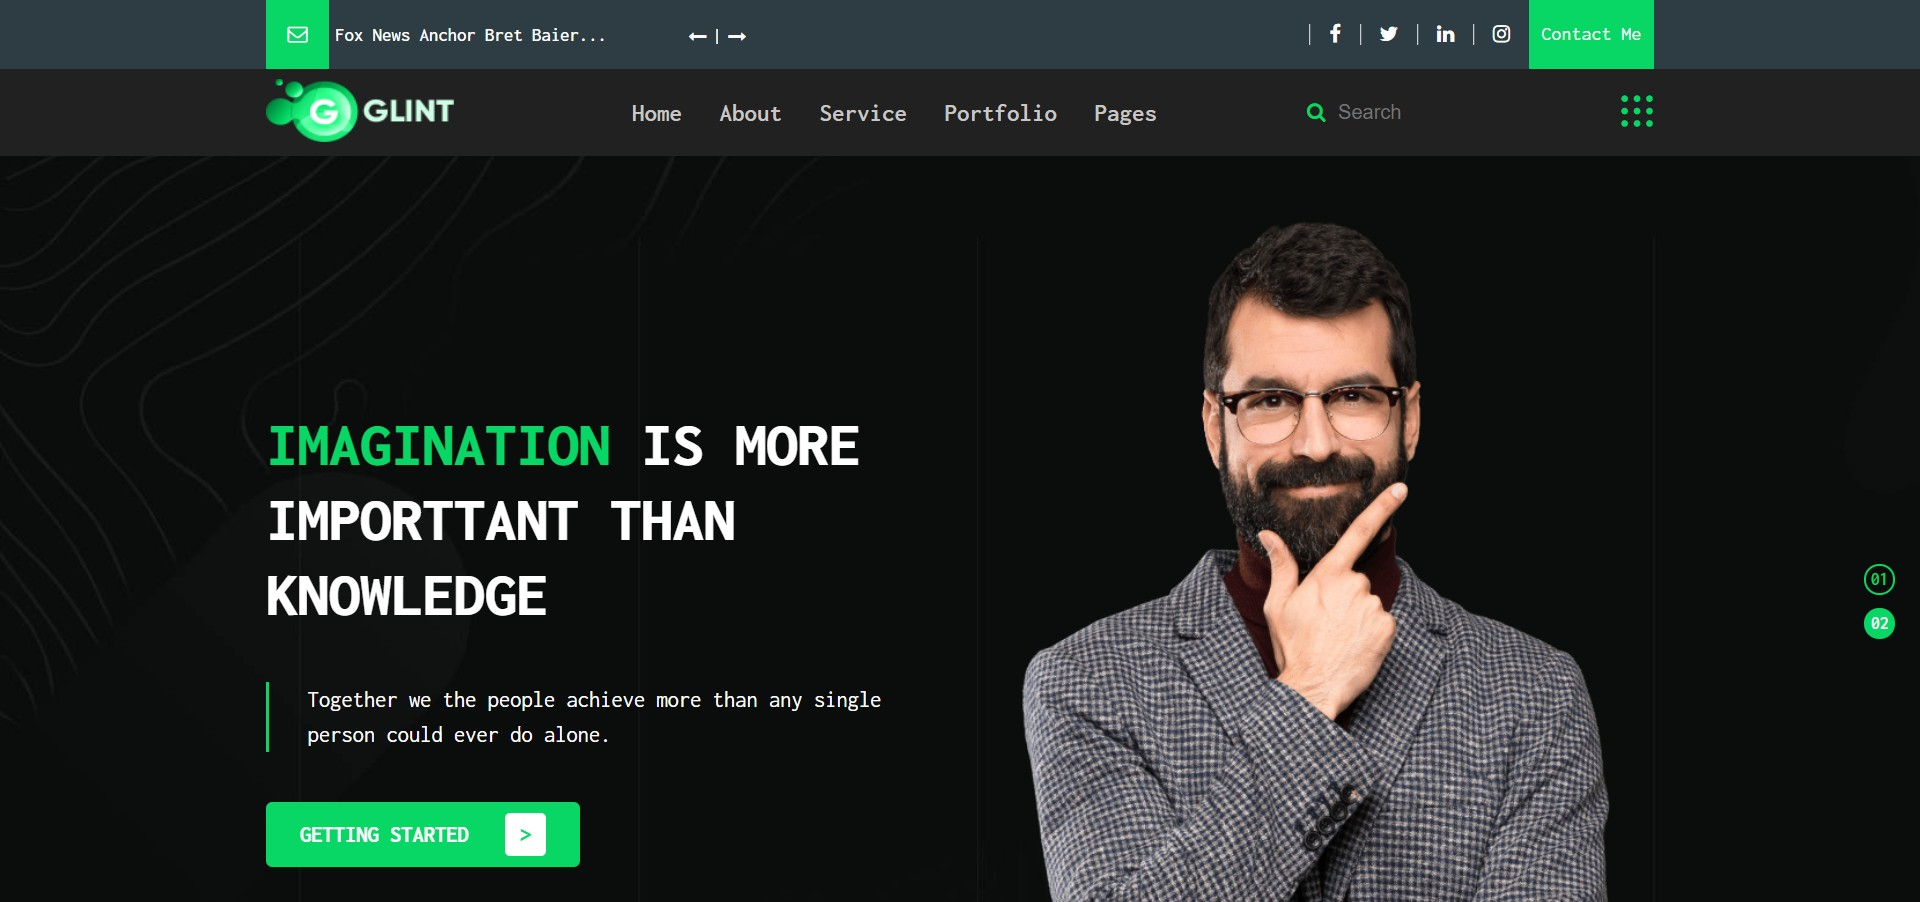 Fox News Anchor Bret Baier...
Contact Me
G GLINT
Home About Service Portfolio Pages
Search
IMAGINATION IS MORE
IMPORTTANT THAN
KNOWLEDGE
Together we the people achieve more than any single
person could ever do alone.
GETTING STARTED >
01
02